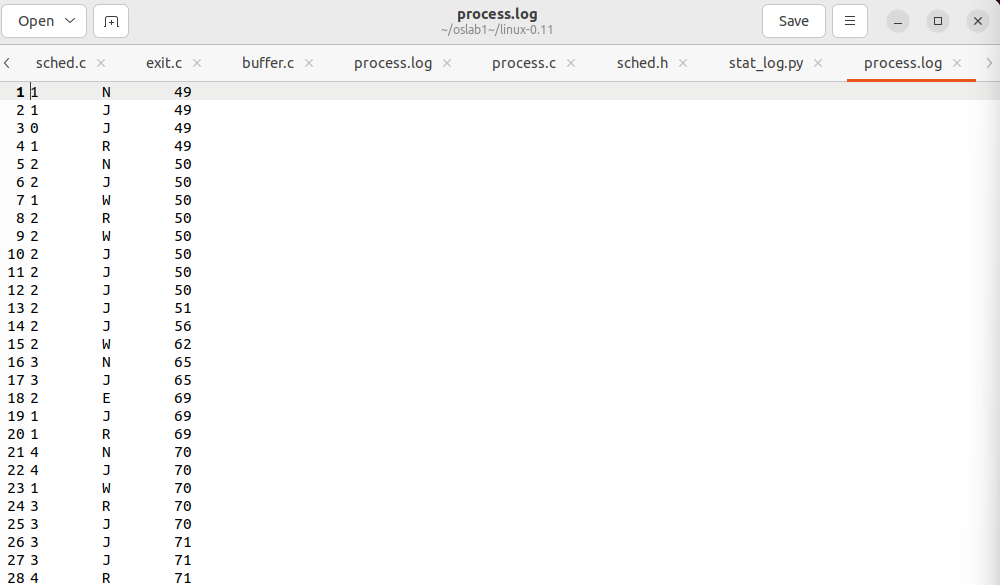 Open process.log Save
~/oslab1~/linux-0.11
sched.c exit.c buffer.c process.log process.c sched.h stat_log.py process.log
1 1 N 49
2 1 J 49
3 0 J 49
4 1 R 49
5 2 N 50
6 2 J 50
7 1 W 50
8 2 R 50
9 2 W 50
10 2 J 50
11 2 J 50
12 2 J 50
13 2 J 51
14 2 J 56
15 2 W 62
16 3 N 65
17 3 J 65
18 2 E 69
19 1 J 69
20 1 R 69
21 4 N 70
22 4 J 70
23 1 W 70
24 3 R 70
25 3 J 70
26 3 J 71
27 3 J 71
28 4 R 71